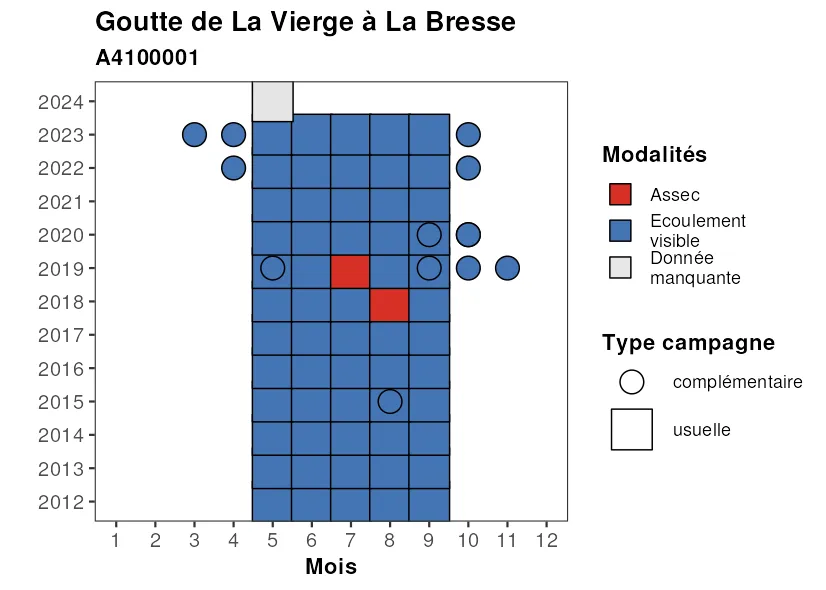 Goutte de La Vierge à La Bresse
A4100001
2024
2023
2022
2021
2020
2019
2018
2017
2016
2015
2014
2013
2012
1 2 3 4 5 6 7 8 9 10 11 12
Mois
Modalités
Assec
Ecoulement
visible
Donnée
manquante
Type campagne
complémentaire
usuelle